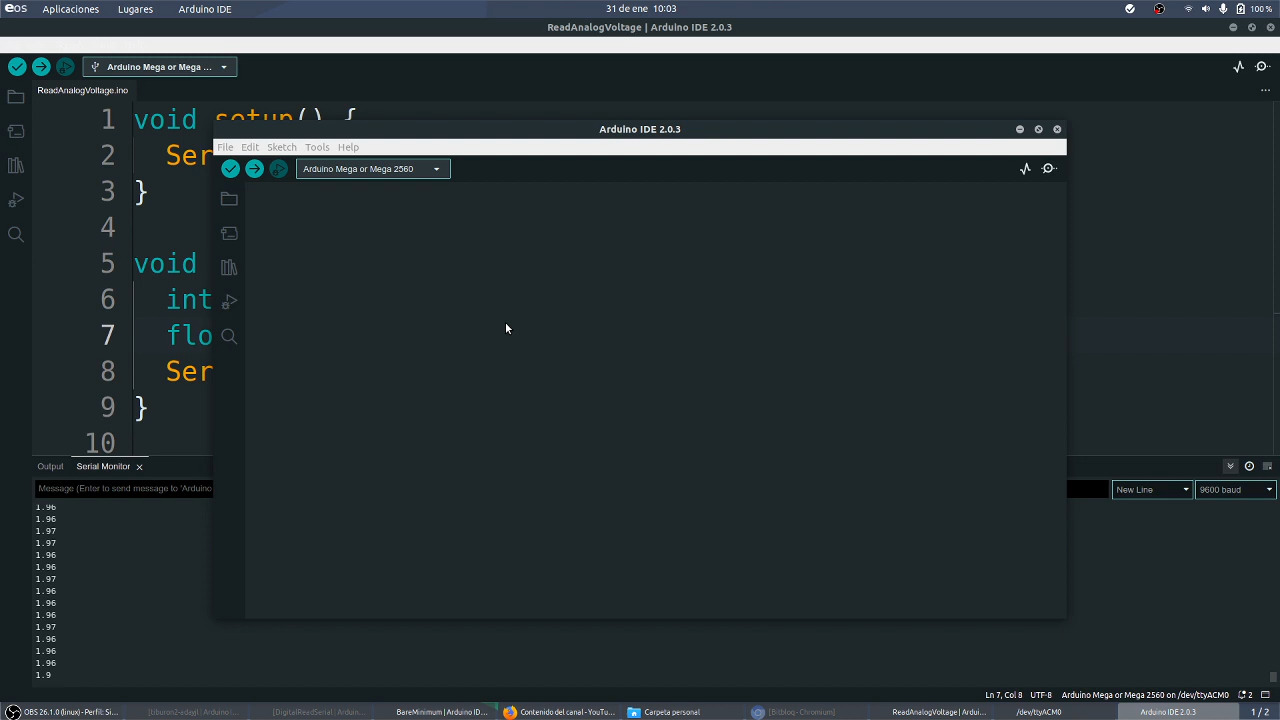 eos Aplicaciones Lugares Arduino IDE 31 de ene 10:03 100 %
ReadAnalogVoltage | Arduino IDE 2.0.3
Arduino Mega or Mega ...
ReadAnalogVoltage.ino
1 void setup() {
2 Ser
3 }
4
5 void
6 int
7 flo
8 Ser
9 }
10
Arduino IDE 2.0.3
File Edit Sketch Tools Help
Arduino Mega or Mega 2560
Output Serial Monitor
Message (Enter to send message to 'Arduino
New Line 9600 baud
1.96
1.96
1.97
1.97
1.96
1.96
1.97
1.96
1.96
1.96
1.97
1.96
1.96
1.96
1.9
Ln 7, Col 8 UTF-8 Arduino Mega or Mega 2560 on /dev/ttyACM0 2
OBS 26.1.0 (linux) - Perfil: Si... [DigitalReadSerial | Arduin... BareMinimum | Arduino ID... Contenido del canal - YouTu... Carpeta personal [Bitbloq - Chromium] ReadAnalogVoltage | Ardui... /dev/ttyACM0 Arduino IDE 2.0.3 1 / 2